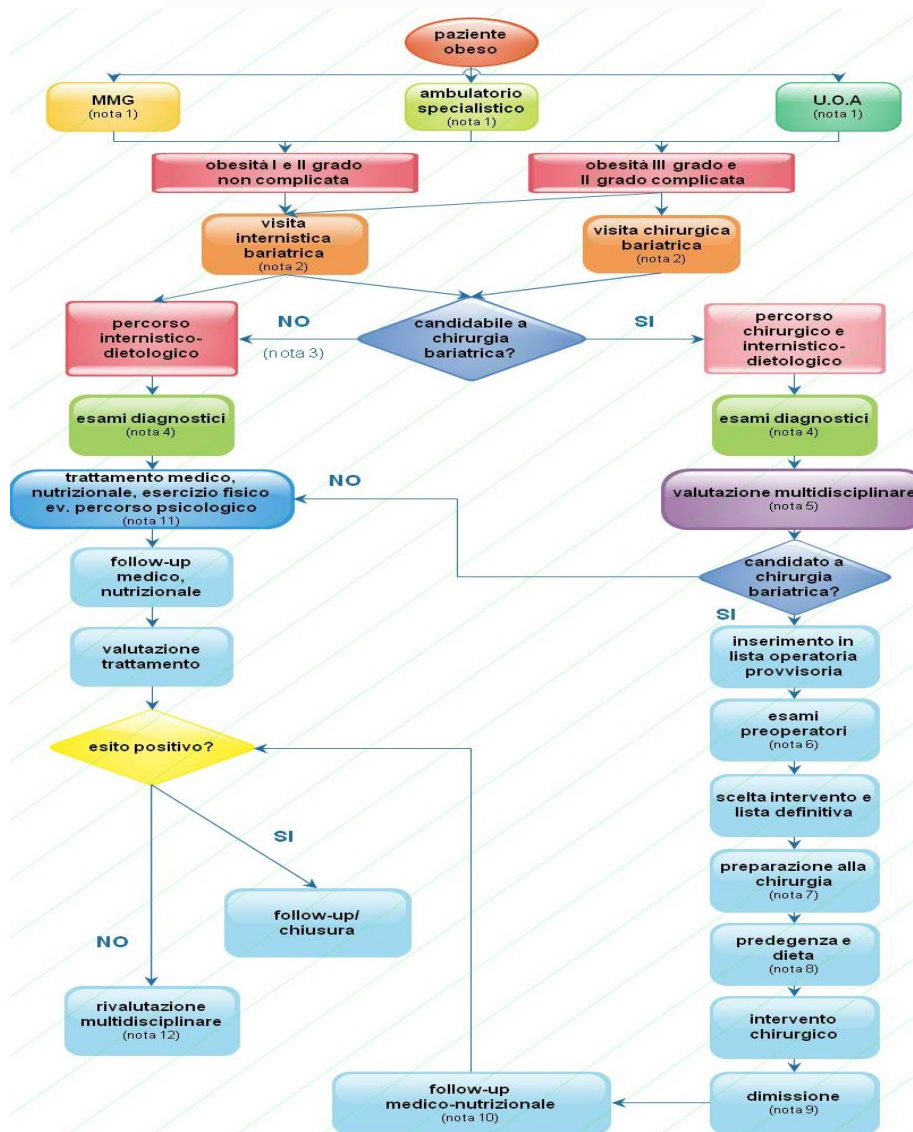 paziente
obeso
MMG
(nota 1)
ambulatorio
specialistico
(nota 1)
U.O.A
(nota 1)
obesità I e II grado
non complicata
obesità III grado e
II grado complicata
visita
internistica
bariatrica
(nota 2)
visita chirurgica
bariatrica
(nota 2)
percorso
internistico-
dietologico
NO
(nota 3)
candidabile a
chirurgia
bariatrica?
SI
percorso
chirurgico e
internistico-
dietologico
esami diagnostici
(nota 4)
esami diagnostici
(nota 4)
trattamento medico,
nutrizionale, esercizio fisico
ev. percorso psicologico
(nota 11)
NO
valutazione multidisciplinare
(nota 5)
follow-up
medico,
nutrizionale
candidato a
chirurgia
bariatrica?
SI
valutazione
trattamento
inserimento in
lista operatoria
provvisoria
esito positivo?
esami
preoperatori
(nota 6)
scelta intervento e
lista definitiva
SI
preparazione alla
chirurgia
(nota 7)
follow-up/
chiusura
NO
predegenza e
dieta
(nota 8)
rivalutazione
multidisciplinare
(nota 12)
intervento
chirurgico
follow-up
medico-nutrizionale
(nota 10)
dimissione
(nota 9)